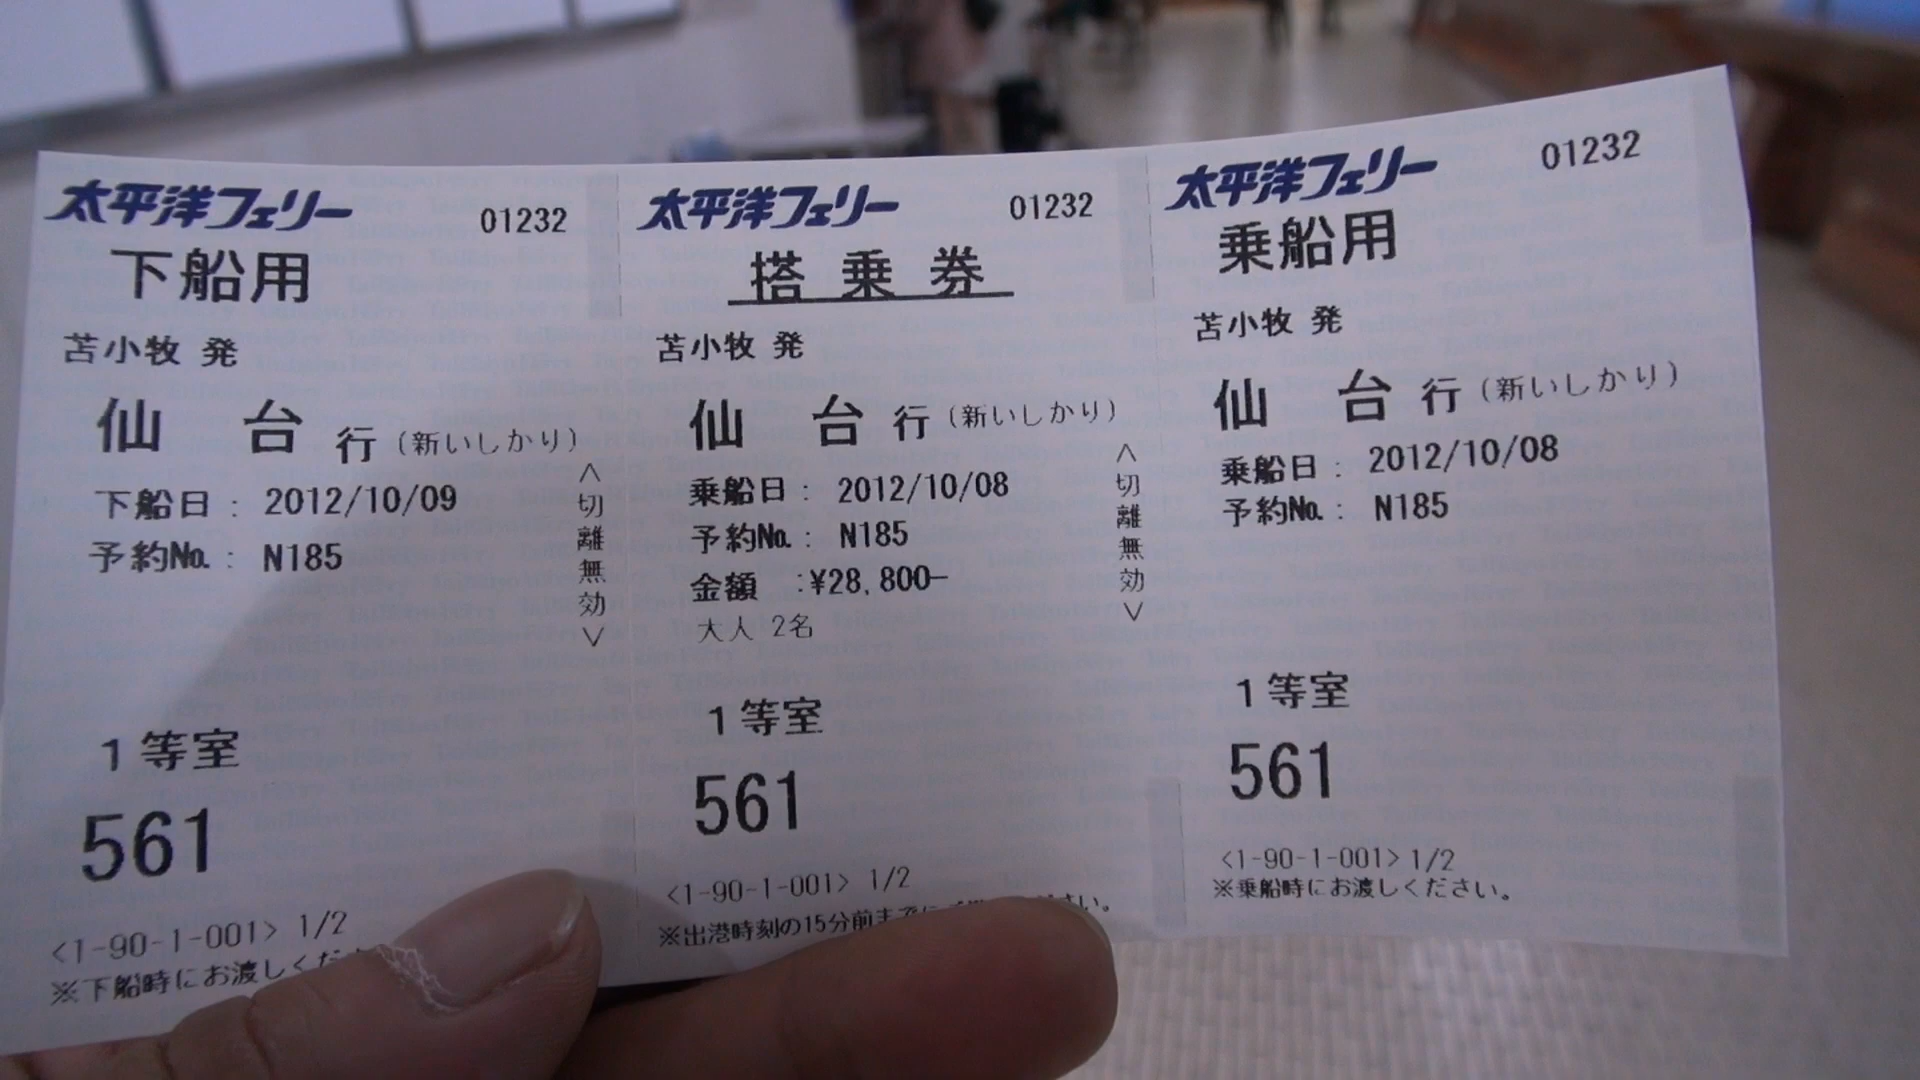 太平洋フェリー 01232
下船用
苫小牧 発
仙 台 行(新いしかり)
下船日: 2012/10/09
予約No.: N185
<切離無効>
1等室
561
<1-90-1-001> 1/2
※下船時にお渡しくだ
太平洋フェリー 01232
搭乗券
苫小牧 発
仙 台 行(新いしかり)
乗船日: 2012/10/08
予約No.: N185
金額 :¥28,800-
大人 2名
<切離無効>
1等室
561
<1-90-1-001> 1/2
※出港時刻の15分前まで さい。
太平洋フェリー 01232
乗船用
苫小牧 発
仙 台 行(新いしかり)
乗船日: 2012/10/08
予約No.: N185
1等室
561
<1-90-1-001> 1/2
※乗船時にお渡しください。